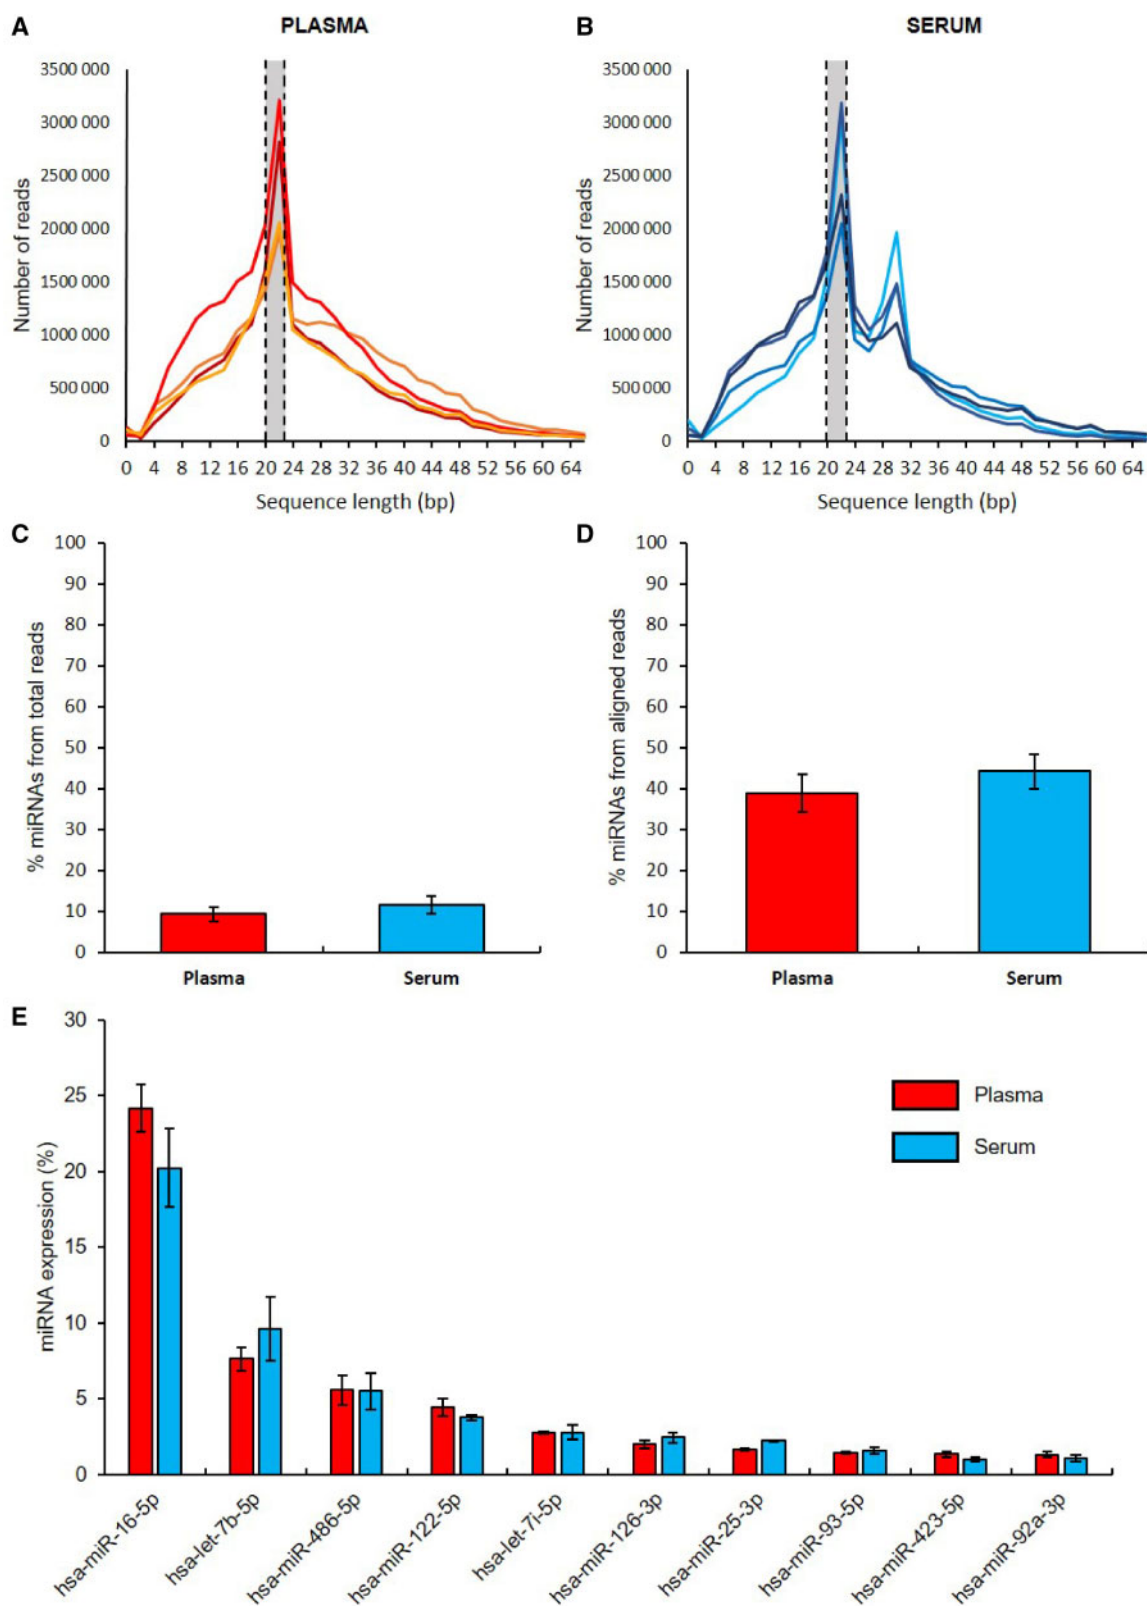 A PLASMA
3500 000
3000 000
2500 000
2000 000
1500 000
1000 000
500 000
0
Number of reads
0 4 8 12 16 20 24 28 32 36 40 44 48 52 56 60 64
Sequence length (bp)
B SERUM
3500 000
3000 000
2500 000
2000 000
1500 000
1000 000
500 000
0
Number of reads
0 4 8 12 16 20 24 28 32 36 40 44 48 52 56 60 64
Sequence length (bp)
C
100
90
80
70
60
50
40
30
20
10
0
% miRNAs from total reads
Plasma Serum
D
100
90
80
70
60
50
40
30
20
10
0
% miRNAs from aligned reads
Plasma Serum
E
30
25
20
15
10
5
0
miRNA expression (%)
Plasma
Serum
hsa-miR-16-5p
hsa-let-7b-5p
hsa-miR-486-5p
hsa-miR-122-5p
hsa-let-7i-5p
hsa-miR-126-3p
hsa-miR-25-3p
hsa-miR-93-5p
hsa-miR-423-5p
hsa-miR-92a-3p